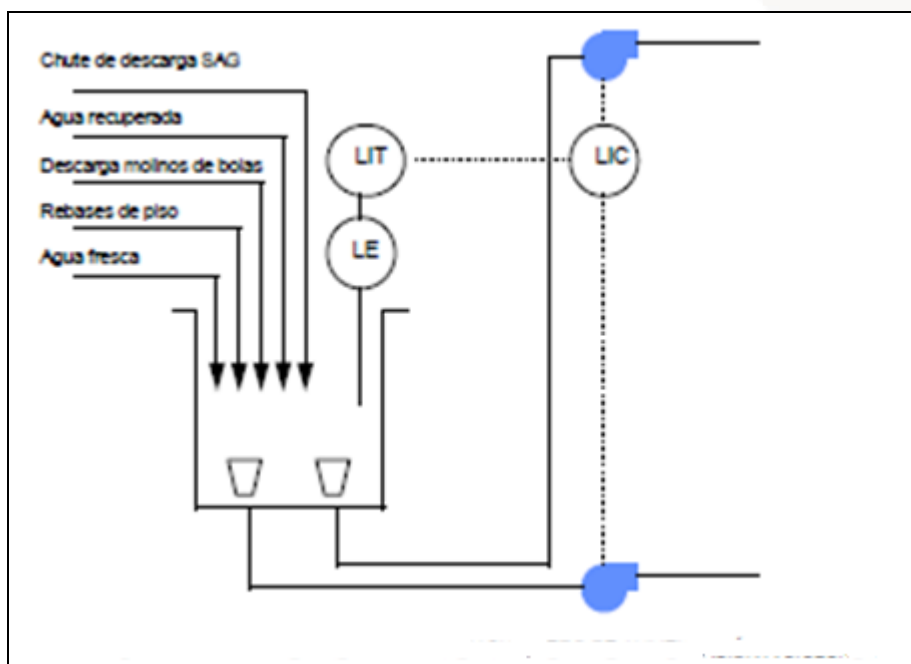 Chute de descarga SAG
Agua recuperada
Descarga molinos de bolas
Rebases de piso
Agua fresca
LIT
LIC
LE